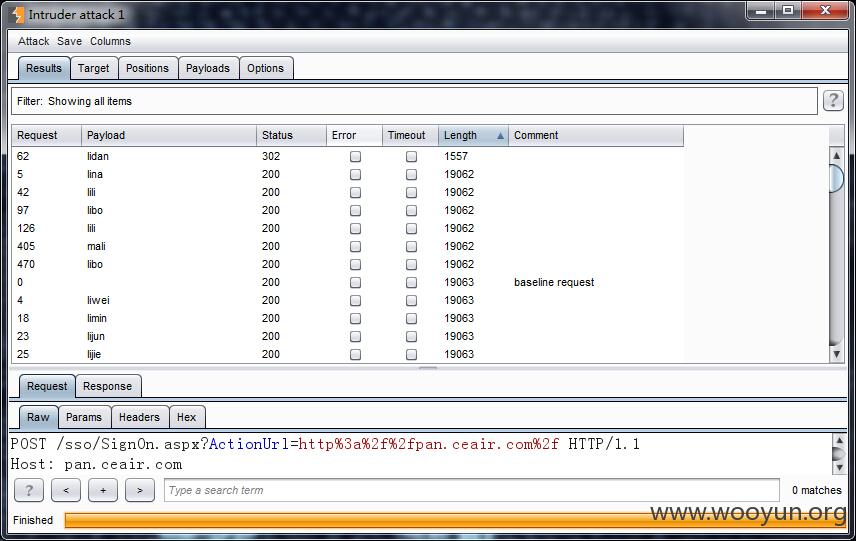 Intruder attack 1
Attack Save Columns
Results Target Positions Payloads Options
Filter: Showing all items ?
Request Payload Status Error Timeout Length Comment
62 lidan 302 1557
5 lina 200 19062
42 lili 200 19062
97 libo 200 19062
126 lili 200 19062
405 mali 200 19062
470 libo 200 19062
0 200 19063 baseline request
4 liwei 200 19063
18 limin 200 19063
23 lijun 200 19063
25 lijie 200 19063
Request Response
Raw Params Headers Hex
POST /sso/SignOn.aspx?ActionUrl=http%3a%2f%2fpan.ceair.com%2f HTTP/1.1
Host: pan.ceair.com
? < + > Type a search term 0 matches
www.wooyun.org
Finished